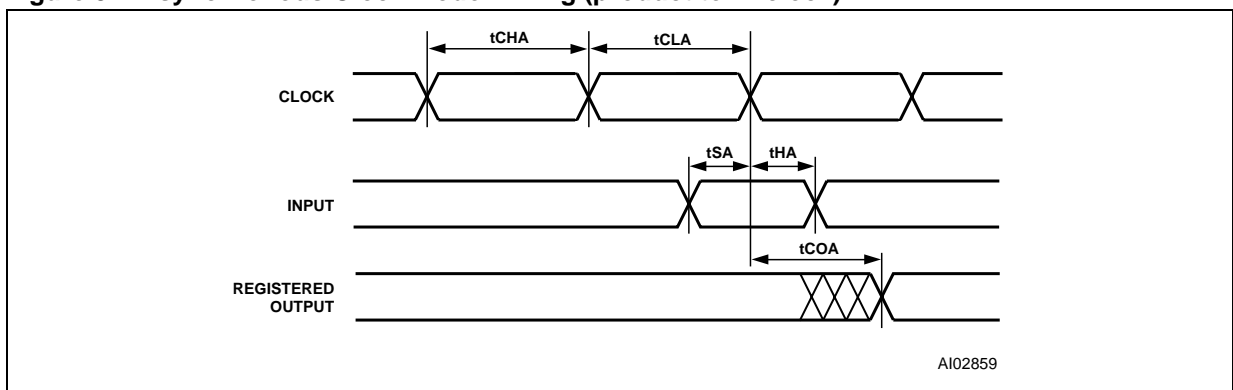 tCHA tCLA
CLOCK
tSA tHA
INPUT
tCOA
REGISTERED
OUTPUT
AI02859